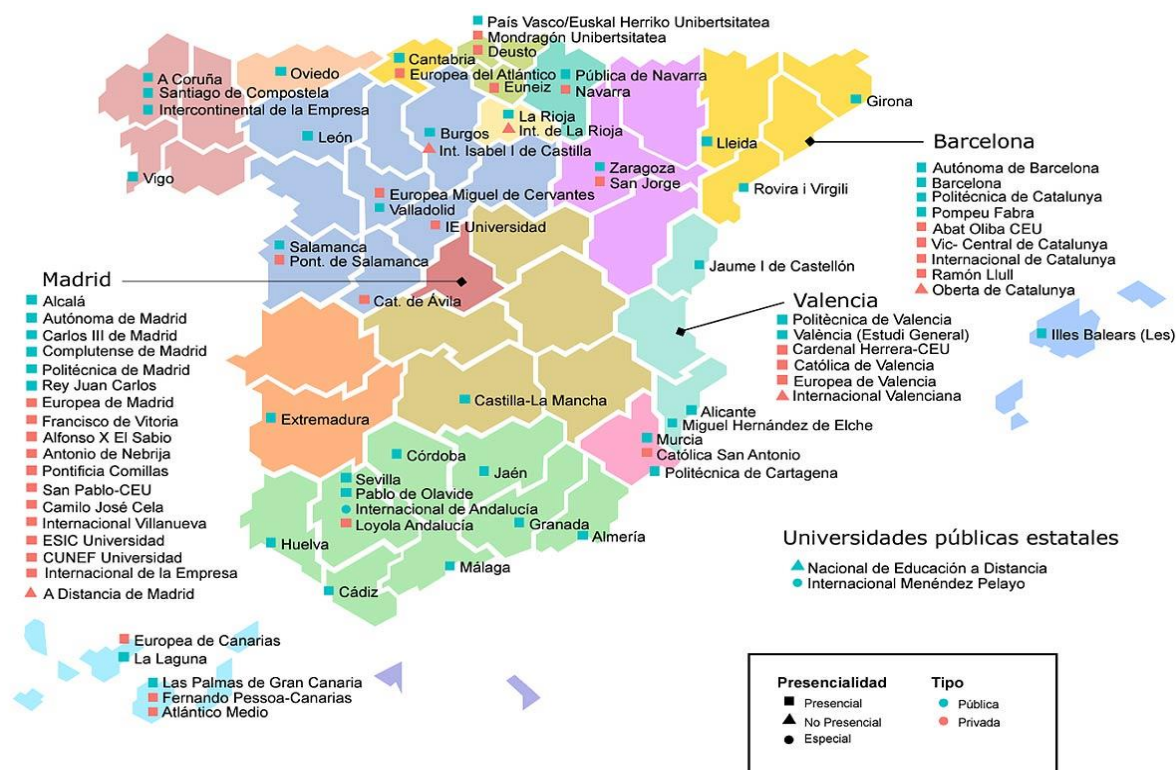 País Vasco/Euskal Herriko Unibertsitatea
Mondragón Unibertsitatea
Deusto
Cantabria
Europea del Atlántico
Euneiz
Pública de Navarra
Navarra
A Coruña
Santiago de Compostela
Intercontinental de la Empresa
Vigo
Oviedo
León
Burgos
Int. Isabel I de Castilla
La Rioja
Int. de La Rioja
Zaragoza
San Jorge
Lleida
Girona
Rovira i Virgili
Barcelona
Autónoma de Barcelona
Barcelona
Politécnica de Catalunya
Pompeu Fabra
Abat Oliba CEU
Vic- Central de Catalunya
Internacional de Catalunya
Ramón Llull
Oberta de Catalunya
Europea Miguel de Cervantes
Valladolid
IE Universidad
Salamanca
Pont. de Salamanca
Cat. de Ávila
Madrid
Alcalá
Autónoma de Madrid
Carlos III de Madrid
Complutense de Madrid
Politécnica de Madrid
Rey Juan Carlos
Europea de Madrid
Francisco de Vitoria
Alfonso X El Sabio
Antonio de Nebrija
Pontificia Comillas
San Pablo-CEU
Camilo José Cela
Internacional Villanueva
ESIC Universidad
CUNEF Universidad
Internacional de la Empresa
A Distancia de Madrid
Jaume I de Castellón
Valencia
Politècnica de Valencia
València (Estudi General)
Cardenal Herrera-CEU
Católica de Valencia
Europea de Valencia
Internacional Valenciana
Illes Balears (Les)
Extremadura
Castilla-La Mancha
Alicante
Miguel Hernández de Elche
Murcia
Católica San Antonio
Politécnica de Cartagena
Córdoba
Jaén
Sevilla
Pablo de Olavide
Internacional de Andalucía
Loyola Andalucía
Granada
Almería
Huelva
Málaga
Cádiz
Universidades públicas estatales
Nacional de Educación a Distancia
Internacional Menéndez Pelayo
Europea de Canarias
La Laguna
Las Palmas de Gran Canaria
Fernando Pessoa-Canarias
Atlántico Medio
Presencialidad
Presencial
No Presencial
Especial
Tipo
Pública
Privada